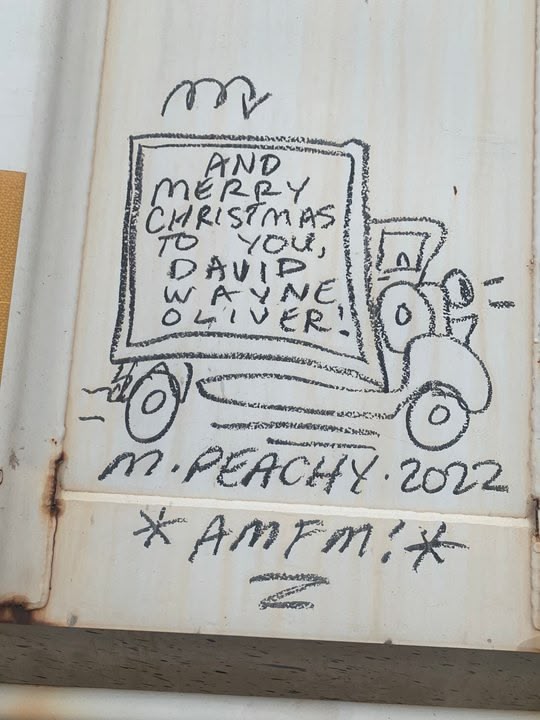 AND
MERRY
CHRISTMAS
TO YOU,
DAVID
WAYNE
OLIVER!
M. PEACHY. 2022
* AMFM! *